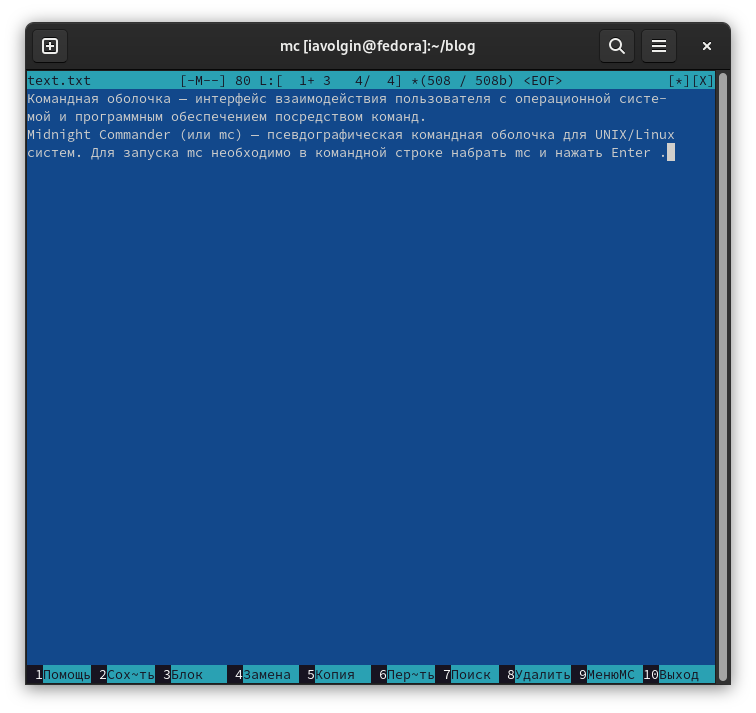 mc [iavolgin@fedora]:~/blog
text.txt [-M--] 80 L:[ 1+ 3 4/ 4] *(508 / 508b) <EOF> [*][X]
Командная оболочка — интерфейс взаимодействия пользователя с операционной систе-
мой и программным обеспечением посредством команд.
Midnight Commander (или mc) — псевдографическая командная оболочка для UNIX/Linux
систем. Для запуска mc необходимо в командной строке набрать mc и нажать Enter .
1Помощь 2Сох~ть 3Блок 4Замена 5Копия 6Пер~ть 7Поиск 8Удалить 9МенюMC 10Выход